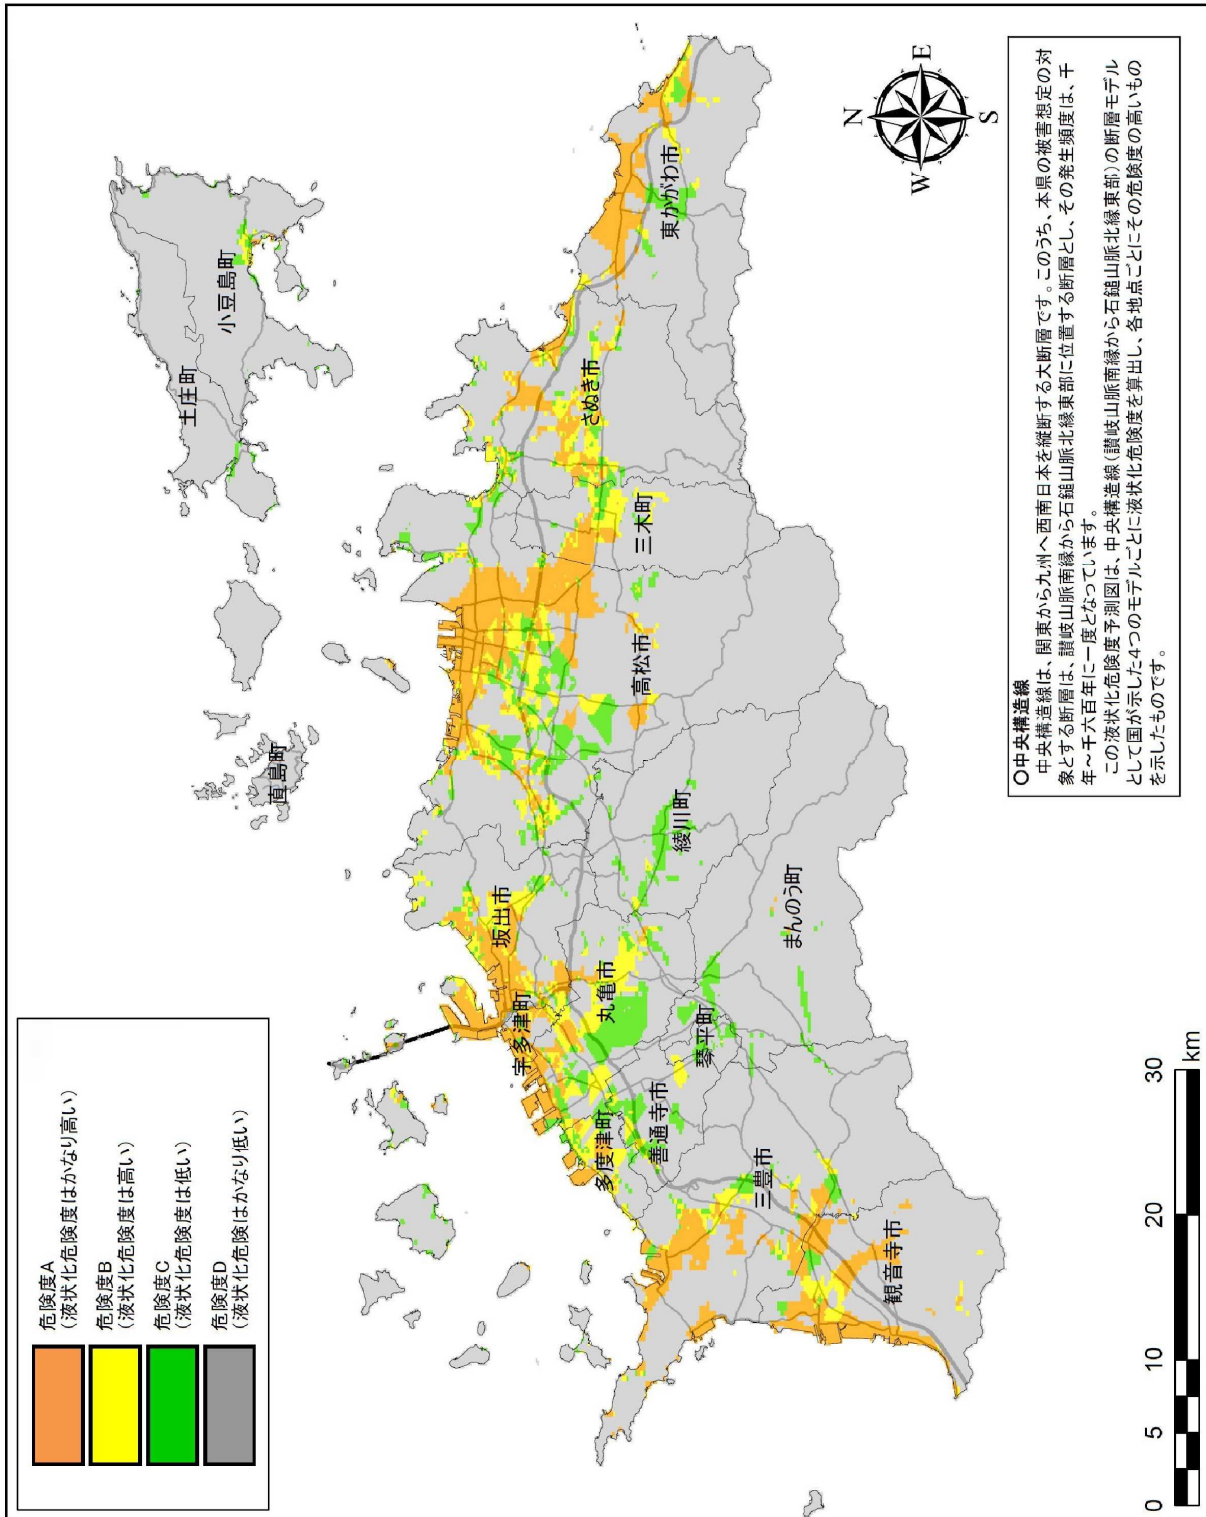 危険度A
（液状化危険度はかなり高い）
危険度B
（液状化危険度は高い）
危険度C
（液状化危険度は低い）
危険度D
（液状化危険はかなり低い）
土庄町
小豆島町
直島町
東かがわ市
さぬき市
三木町
高松市
綾川町
坂出市
宇多津町
丸亀市
まんのう町
琴平町
多度津町
善通寺市
三豊市
観音寺市
N
E
S
W
〇中央構造線
中央構造線は、関東から九州へ西南日本を縦断する大断層です。このうち、本県の被害想定の対
象とする断層は、讃岐山脈南縁から石鎚山脈北縁東部に位置する断層とし、その発生頻度は、千
年～千六百年に一度となっています。
この液状化危険度予測図は、中央構造線（讃岐山脈南縁から石鎚山脈北縁東部）の断層モデル
として国が示した4つのモデルごとに液状化危険度を算出し、各地点ごとにその危険度の高いもの
を示したものです。
0 5 10 20 30
km